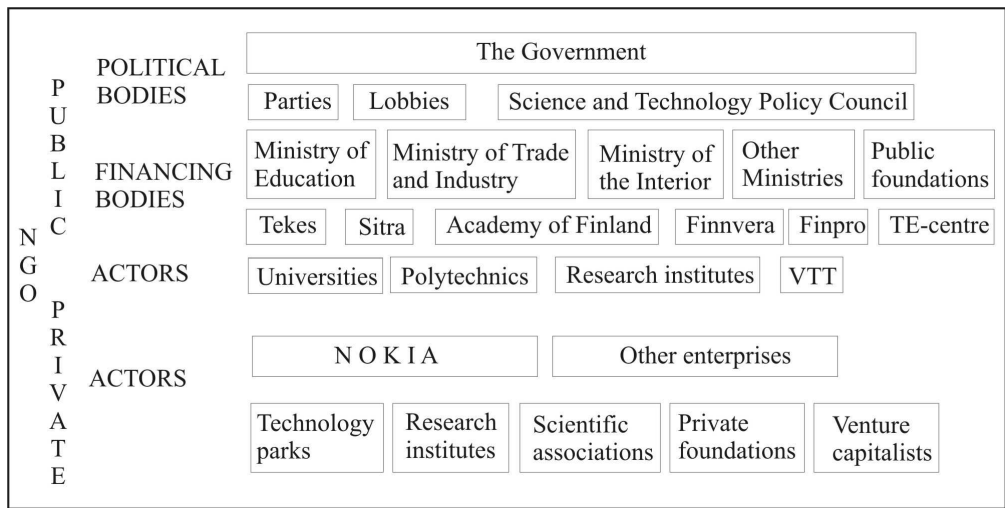 NGO
PUBLIC
PRIVATE
POLITICAL
BODIES
The Government
Parties
Lobbies
Science and Technology Policy Council
FINANCING
BODIES
Ministry of
Education
Ministry of Trade
and Industry
Ministry of
the Interior
Other
Ministries
Public
foundations
Tekes
Sitra
Academy of Finland
Finnvera
Finpro
TE-centre
ACTORS
Universities
Polytechnics
Research institutes
VTT
ACTORS
N O K I A
Other enterprises
Technology
parks
Research
institutes
Scientific
associations
Private
foundations
Venture
capitalists